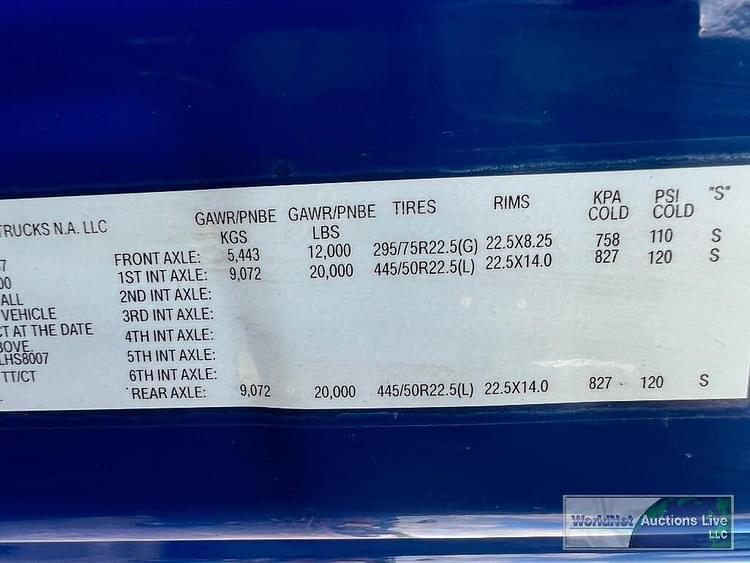 TRUCKS N.A. LLC GAWR/PNBE KGS GAWR/PNBE LBS TIRES RIMS KPA COLD PSI COLD "S"
FRONT AXLE: 5,443 12,000 295/75R22.5(G) 22.5X8.25 758 110 S
1ST INT AXLE: 9,072 20,000 445/50R22.5(L) 22.5X14.0 827 120 S
ALL 2ND INT AXLE:
VEHICLE 3RD INT AXLE:
CT AT THE DATE 4TH INT AXLE:
BOVE
LHS8007 5TH INT AXLE:
TT/CT 6TH INT AXLE:
REAR AXLE: 9,072 20,000 445/50R22.5(L) 22.5X14.0 827 120 S
WorldNet Auctions Live
LLC